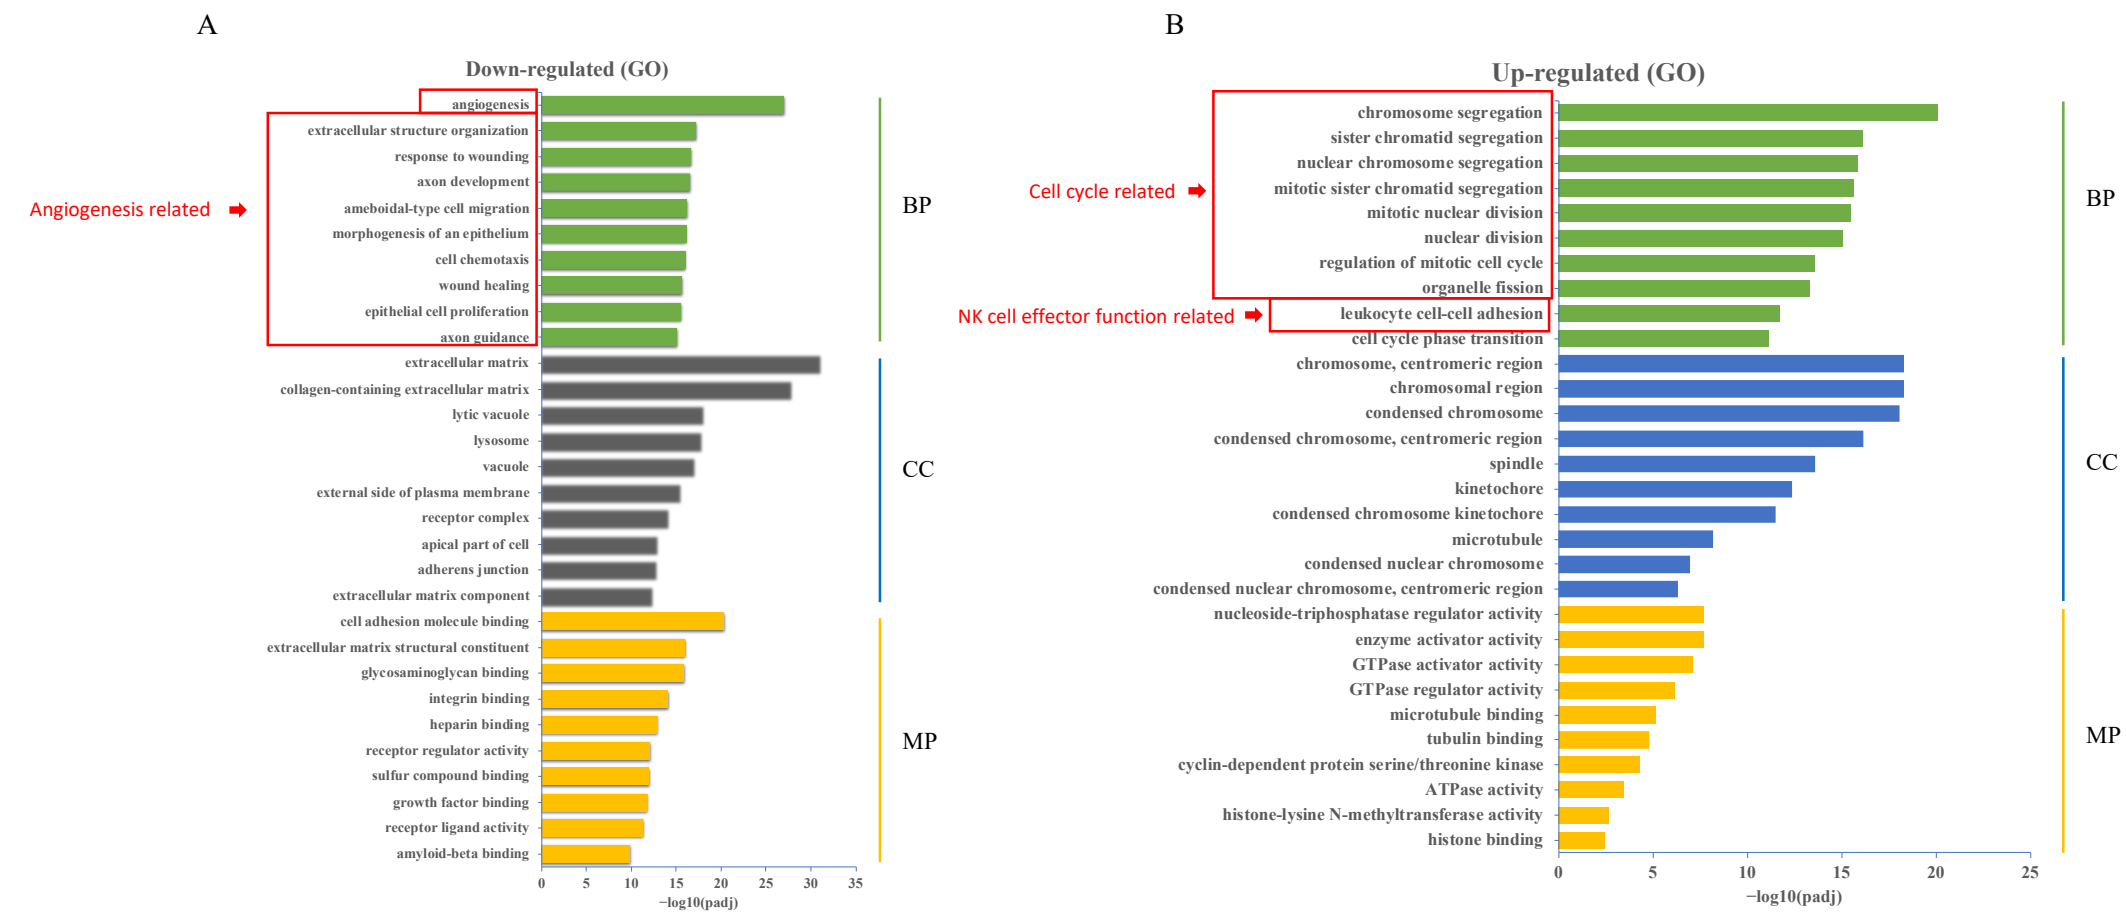 A
Down-regulated (GO)
angiogenesis
extracellular structure organization
response to wounding
axon development
ameboidal-type cell migration
morphogenesis of an epithelium
cell chemotaxis
wound healing
epithelial cell proliferation
axon guidance
extracellular matrix
collagen-containing extracellular matrix
lytic vacuole
lysosome
vacuole
external side of plasma membrane
receptor complex
apical part of cell
adherens junction
extracellular matrix component
cell adhesion molecule binding
extracellular matrix structural constituent
glycosaminoglycan binding
integrin binding
heparin binding
receptor regulator activity
sulfur compound binding
growth factor binding
receptor ligand activity
amyloid-beta binding
Angiogenesis related
BP
CC
MP
0 5 10 15 20 25 30 35
−log10(padj)
B
Up-regulated (GO)
chromosome segregation
sister chromatid segregation
nuclear chromosome segregation
mitotic sister chromatid segregation
mitotic nuclear division
nuclear division
regulation of mitotic cell cycle
organelle fission
leukocyte cell-cell adhesion
cell cycle phase transition
chromosome, centromeric region
chromosomal region
condensed chromosome
condensed chromosome, centromeric region
spindle
kinetochore
condensed chromosome kinetochore
microtubule
condensed nuclear chromosome
condensed nuclear chromosome, centromeric region
nucleoside-triphosphatase regulator activity
enzyme activator activity
GTPase activator activity
GTPase regulator activity
microtubule binding
tubulin binding
cyclin-dependent protein serine/threonine kinase
ATPase activity
histone-lysine N-methyltransferase activity
histone binding
Cell cycle related
NK cell effector function related
BP
CC
MP
0 5 10 15 20 25
−log10(padj)